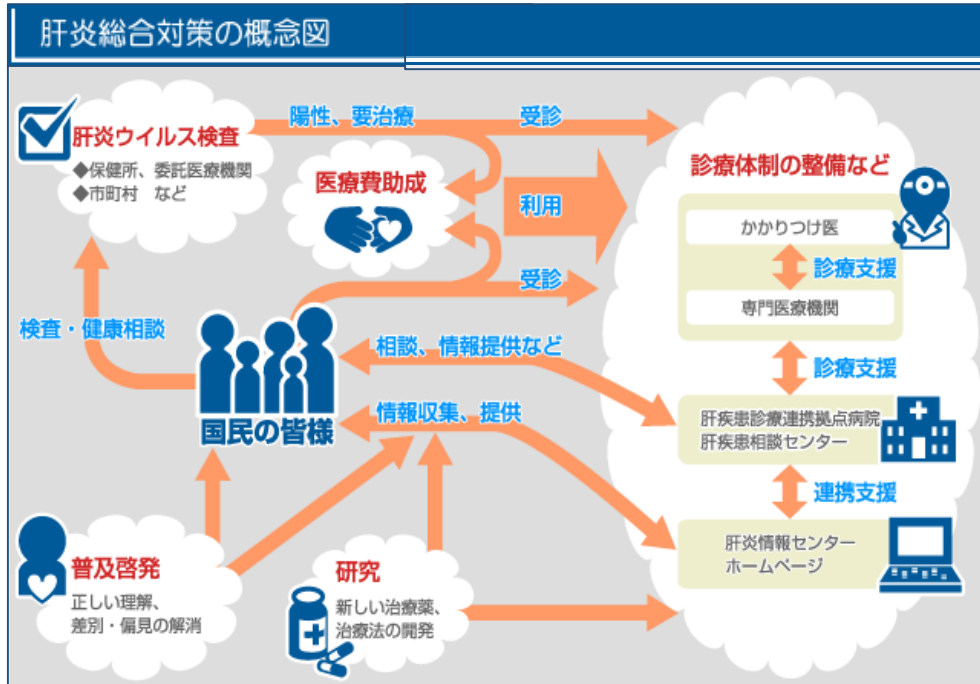 肝炎総合対策の概念図
肝炎ウイルス検査
◆保健所、委託医療機関
◆市町村　など
陽性、要治療
受診
医療費助成
利用
受診
診療体制の整備など
かかりつけ医
診療支援
専門医療機関
診療支援
肝疾患診療連携拠点病院
肝疾患相談センター
連携支援
肝炎情報センター
ホームページ
検査・健康相談
国民の皆様
相談、情報提供など
情報収集、提供
普及啓発
正しい理解、
差別・偏見の解消
研究
新しい治療薬、
治療法の開発